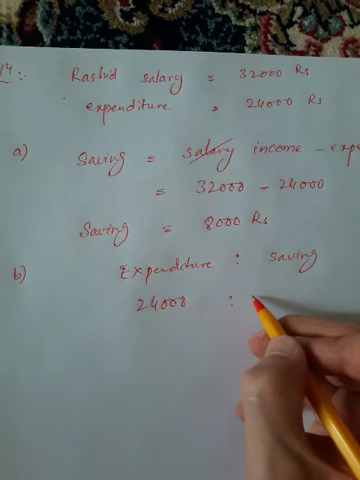 14:
Rashid salary = 32000 Rs
expenditure = 24000 Rs
a) Saving = salary income -
= 32000 - 24000
Saving = 8000 Rs
b) Expenditure : saving
24000 :